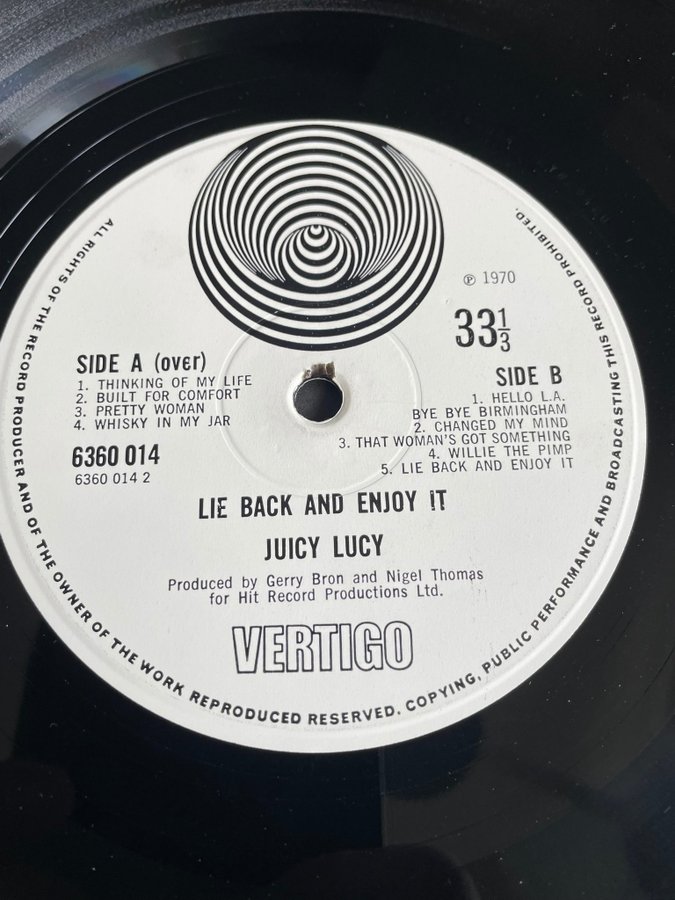 ℗ 1970
33 1/3
SIDE A (over)
1. THINKING OF MY LIFE
2. BUILT FOR COMFORT
3. PRETTY WOMAN
4. WHISKY IN MY JAR
6360 014
6360 014 2
SIDE B
1. HELLO L.A.
BYE BYE BIRMINGHAM
2. CHANGED MY MIND
3. THAT WOMAN'S GOT SOMETHING
4. WILLIE THE PIMP
5. LIE BACK AND ENJOY IT
LIE BACK AND ENJOY IT
JUICY LUCY
Produced by Gerry Bron and Nigel Thomas
for Hit Record Productions Ltd.
VERTIGO
ALL RIGHTS OF THE RECORD PRODUCER AND OF THE OWNER OF THE WORK REPRODUCED RESERVED. COPYING, PUBLIC PERFORMANCE AND BROADCASTING THIS RECORD PROHIBITED.